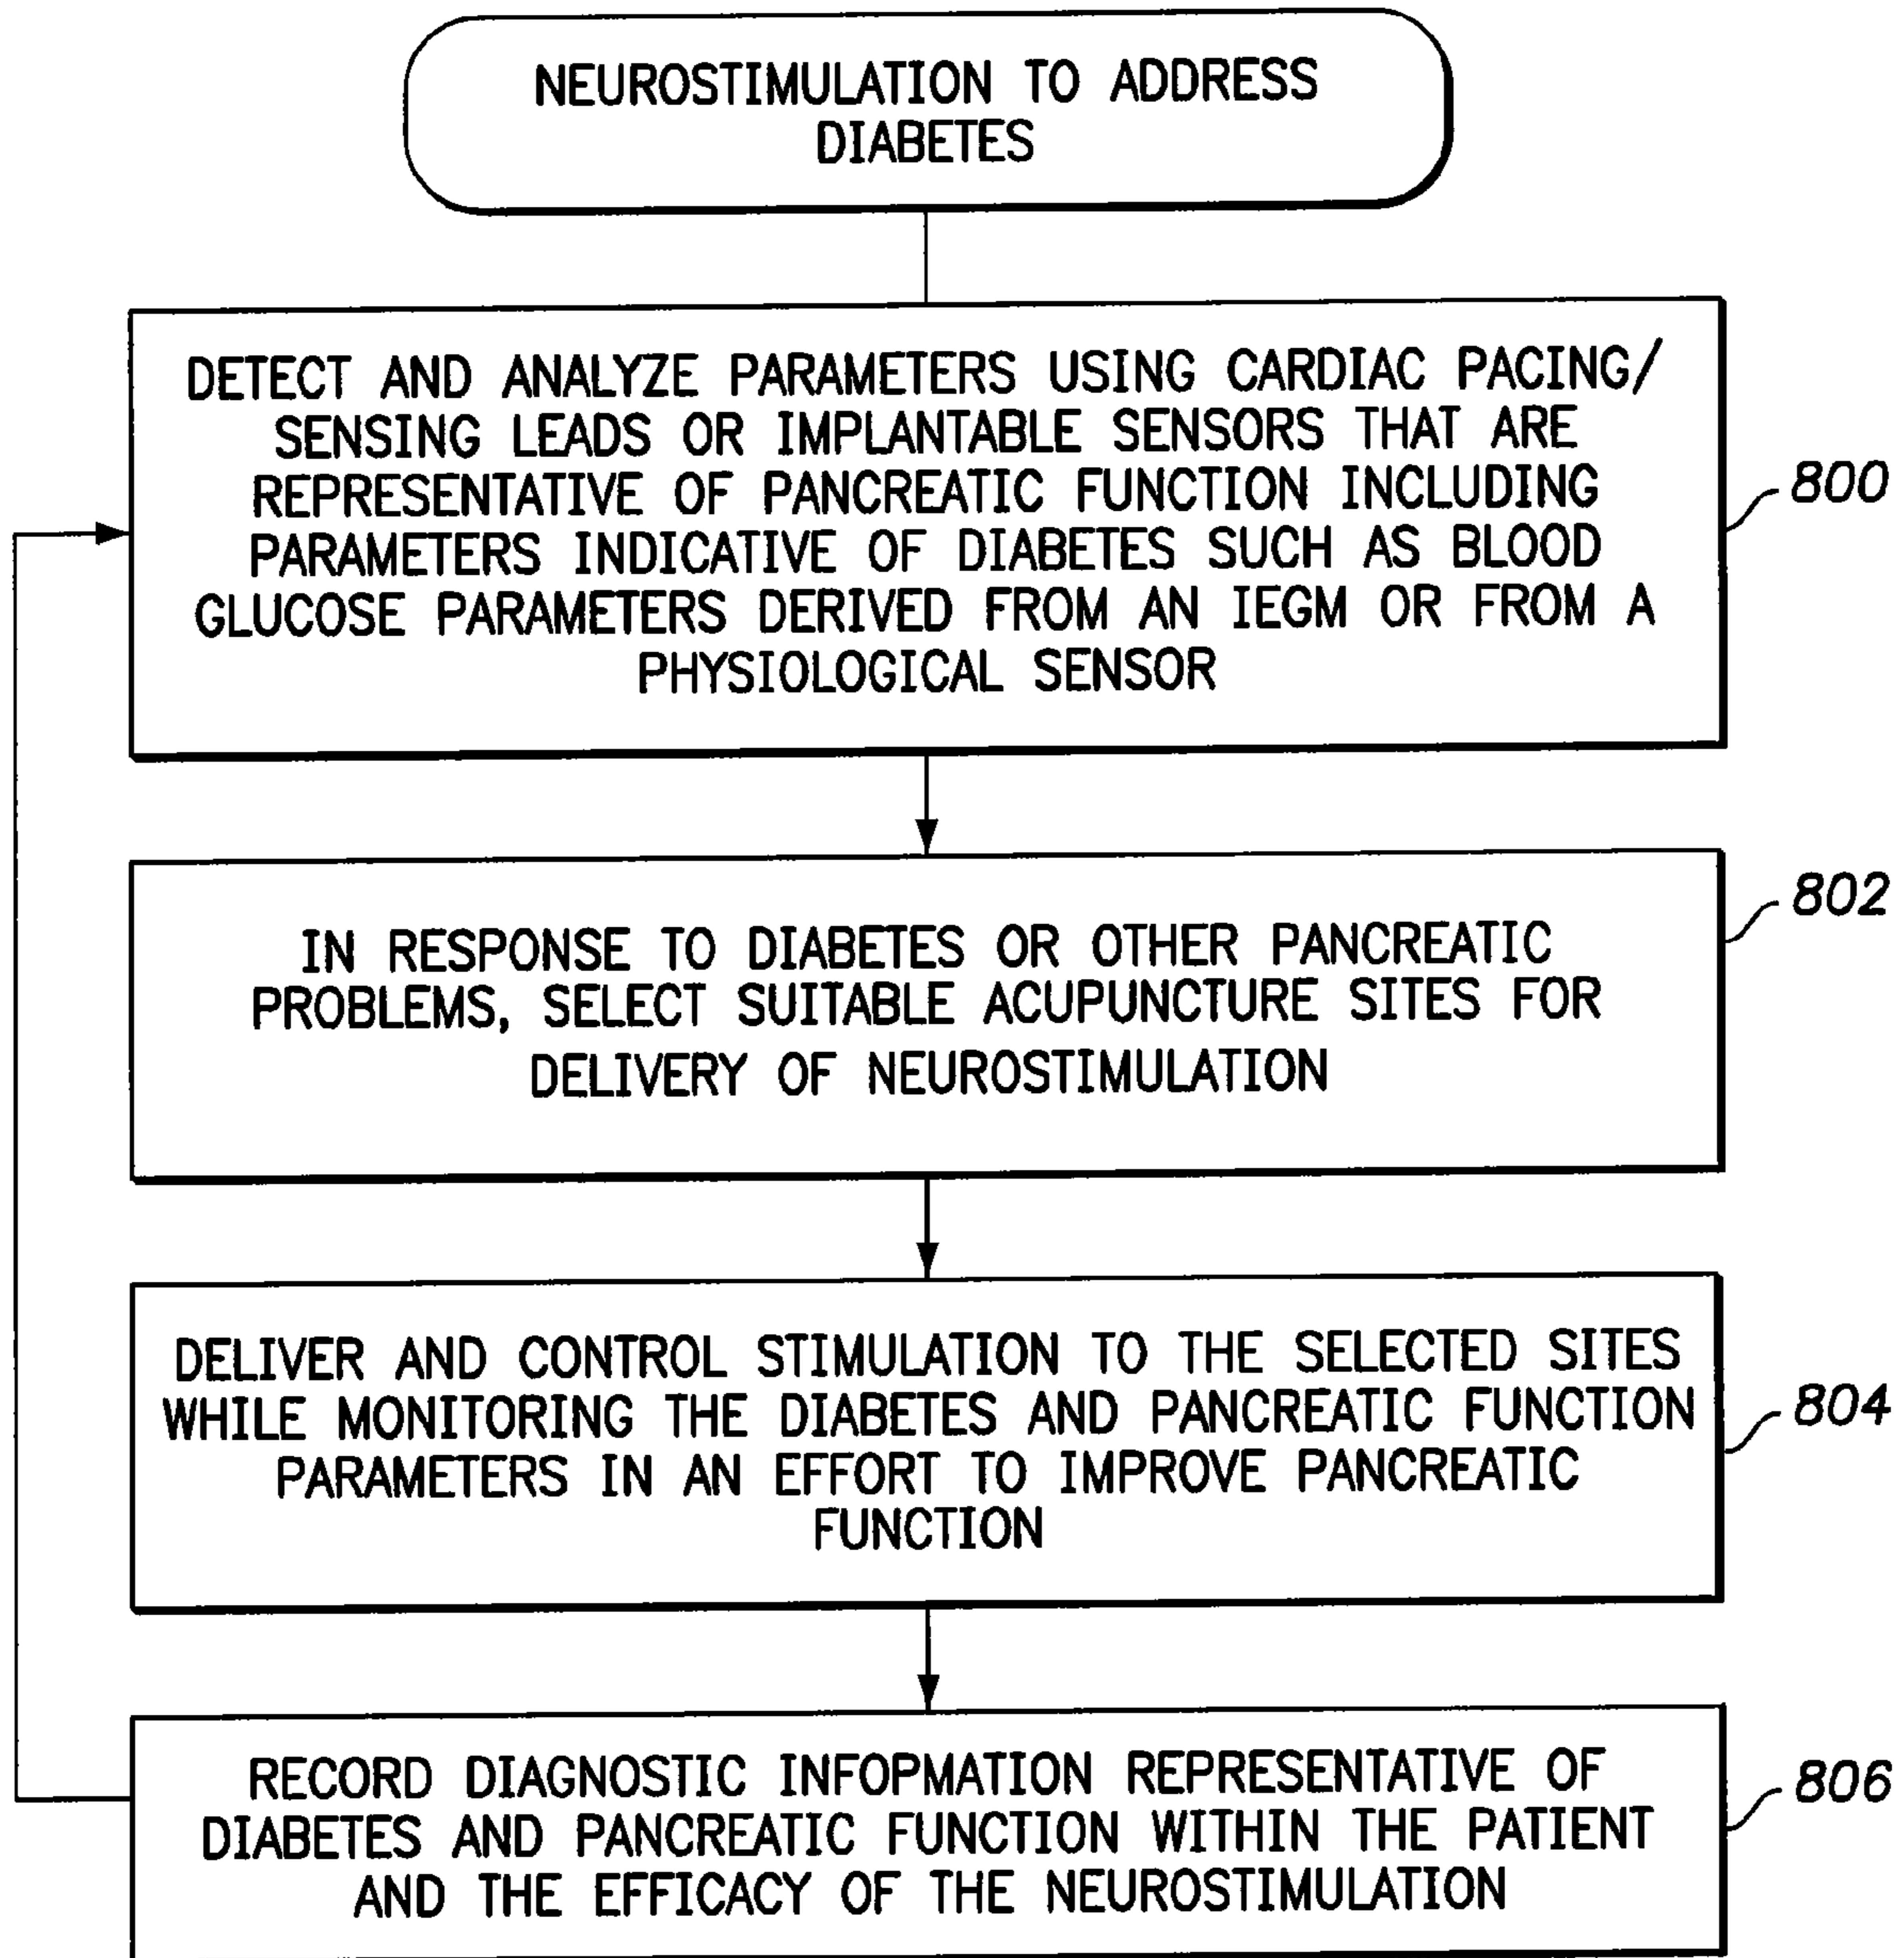 NEUROSTIMULATION TO ADDRESS
DIABETES
DETECT AND ANALYZE PARAMETERS USING CARDIAC PACING/
SENSING LEADS OR IMPLANTABLE SENSORS THAT ARE
REPRESENTATIVE OF PANCREATIC FUNCTION INCLUDING
PARAMETERS INDICATIVE OF DIABETES SUCH AS BLOOD
GLUCOSE PARAMETERS DERIVED FROM AN IEGM OR FROM A
PHYSIOLOGICAL SENSOR
800
IN RESPONSE TO DIABETES OR OTHER PANCREATIC
PROBLEMS, SELECT SUITABLE ACUPUNCTURE SITES FOR
DELIVERY OF NEUROSTIMULATION
802
DELIVER AND CONTROL STIMULATION TO THE SELECTED SITES
WHILE MONITORING THE DIABETES AND PANCREATIC FUNCTION
PARAMETERS IN AN EFFORT TO IMPROVE PANCREATIC
FUNCTION
804
RECORD DIAGNOSTIC INFOPMATION REPRESENTATIVE OF
DIABETES AND PANCREATIC FUNCTION WITHIN THE PATIENT
AND THE EFFICACY OF THE NEUROSTIMULATION
806